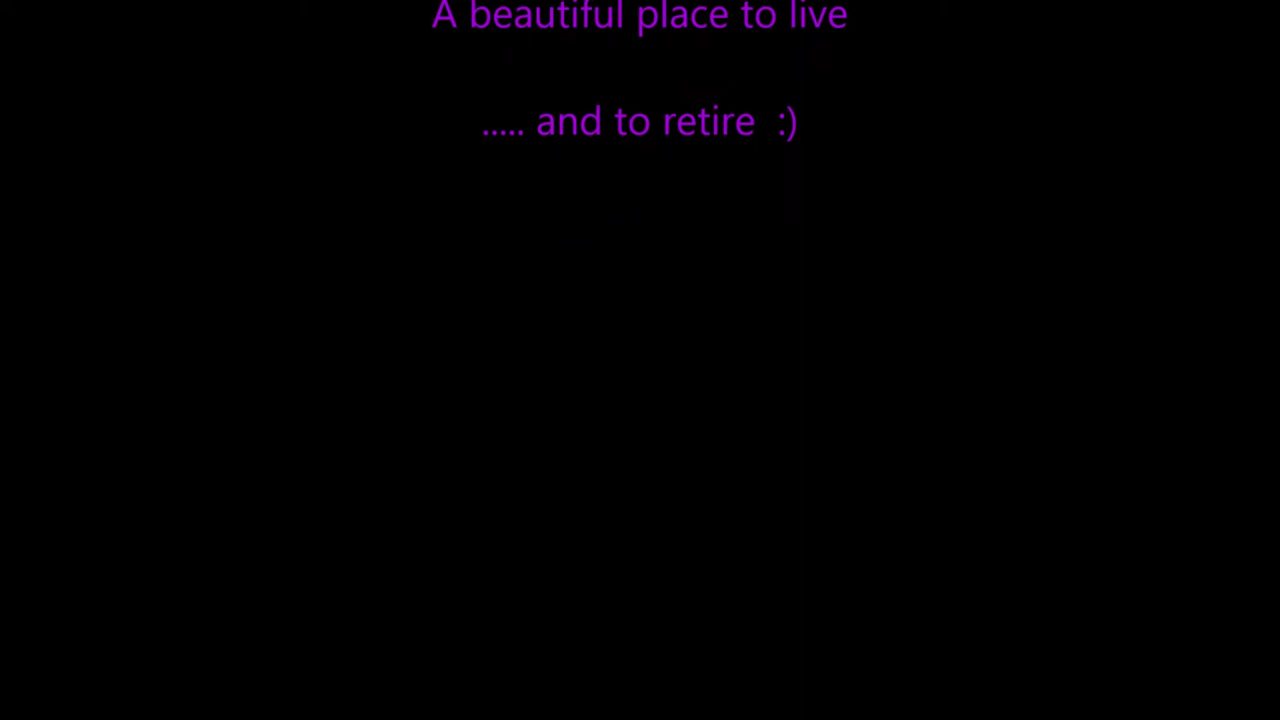 A beautiful place to live
..... and to retire  :)